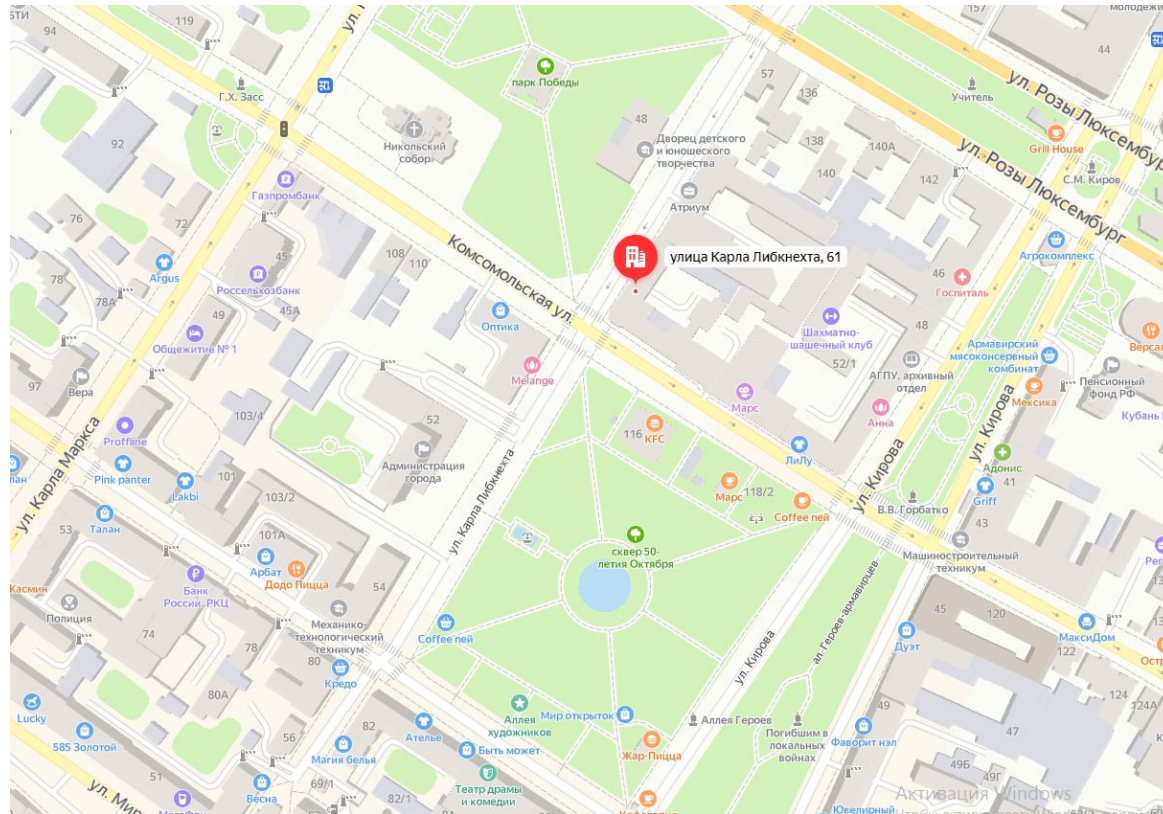 94
119
ул. К
157
44
Г.Х. Засс
92
парк Победы
57
136
Учитель
ул. Розы Люксембург
Никольский
собор
48
Дворец детского
и юношеского
творчества
138
140А
Grill House
ул. Розы Люксембург
С.М. Киров
Газпромбанк
140
142
Атриум
76
72
Комсомольская ул.
108
110
45
Argus
Россельхозбанк
улица Карла Либкнехта, 61
Агрокомплекс
46
Госпиталь
78
78А
49
45А
Оптика
Шахматно-
шашечный клуб
48
Версал
Общежитие № 1
52/1
Армавирский
мясоконсервный
комбинат
АГПУ, архивный
отдел
Пенсионный
фонд РФ
97
Вера
Melange
Марс
Мексика
Кубань
103/4
52
Анна
ул. Кирова
Proffline
116
KFC
ЛиЛу
ул. Кирова
Адонис
Администрация
города
ул. Карла Маркса
Pink panter
101
Lakbi
103/2
Марс
118/2
Coffee пей
41
Griff
В.В. Горбатко
43
Талан
53
101А
ул. Карла Либкнехта
сквер 50-
летия Октября
Машиностроительный
техникум
Арбат
Додо Пицца
54
Жасмин
Банк
России, РКЦ
Полиция
Механико-
технологический
техникум
45
120
ал. Героев-армавирцев
74
78
80
Coffee пей
Дуэт
МаксиДом
122
Кредо
ул. Кирова
80А
124
124А
Lucky
82
Ателье
Аллея
художников
Мир открыток
Аллея Героев
Погибшим в
локальных
войнах
49
47
585 Золотой
56
Магия белья
Быть может
Жар-Пицца
Фаворит нэл
51
69/1
Весна
Театр драмы
и комедии
49Б
49Г
82/1
Ювелирный
Активация Windows